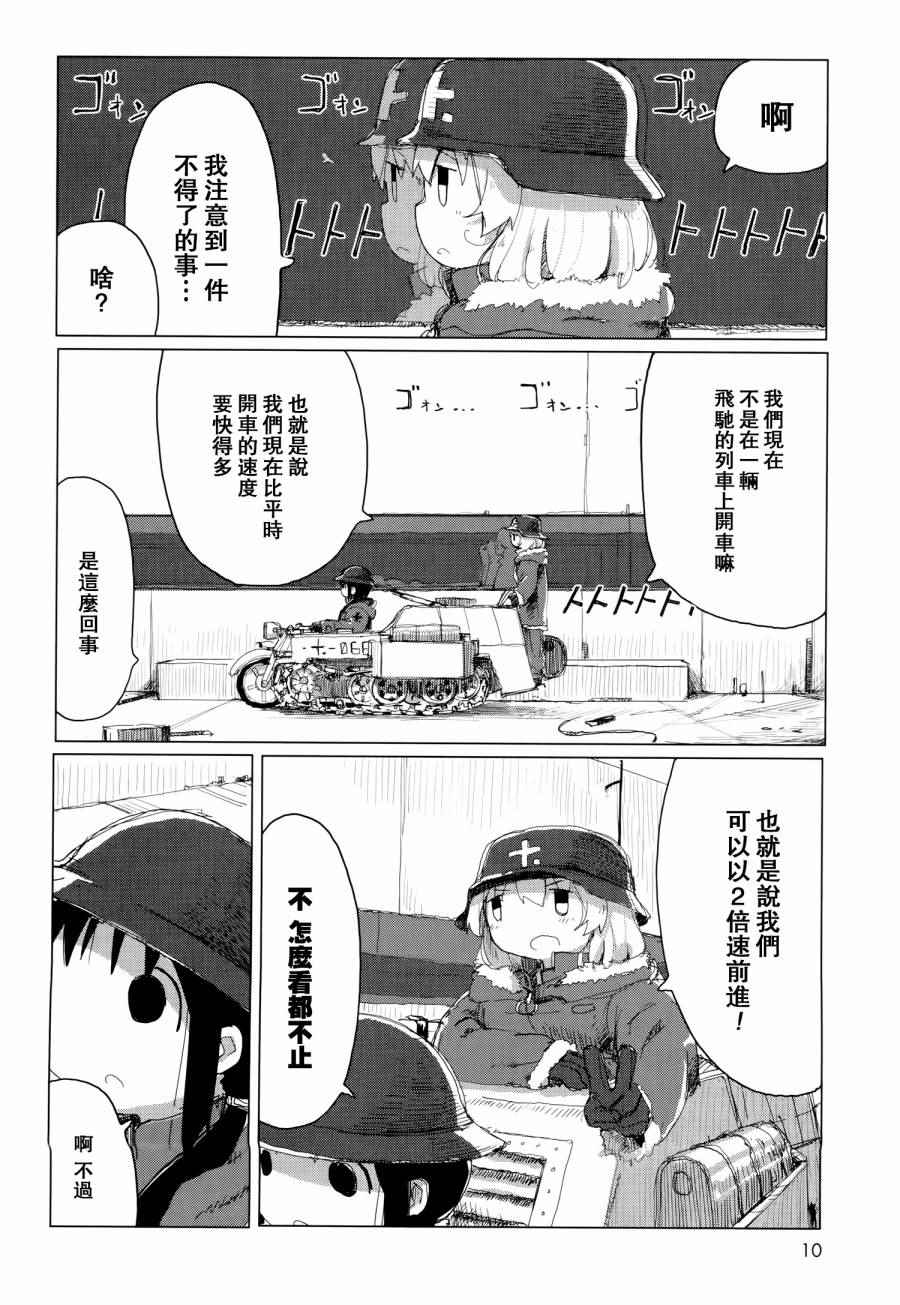 啊
ゴォン
ゴォン
ゴォン
トトトト
トトトト
我注意到一件
不得了的事…
啥？
我們現在
不是在一輛
飛馳的列車上開車嘛
ゴォン…
ゴォン…
ゴ
トトトト
也就是說
我們現在比平時
開車的速度
要快得多
是這麼回事
+-066
也就是說我們
可以以2倍速前進！
不 怎麼看都不止
啊 不過
10